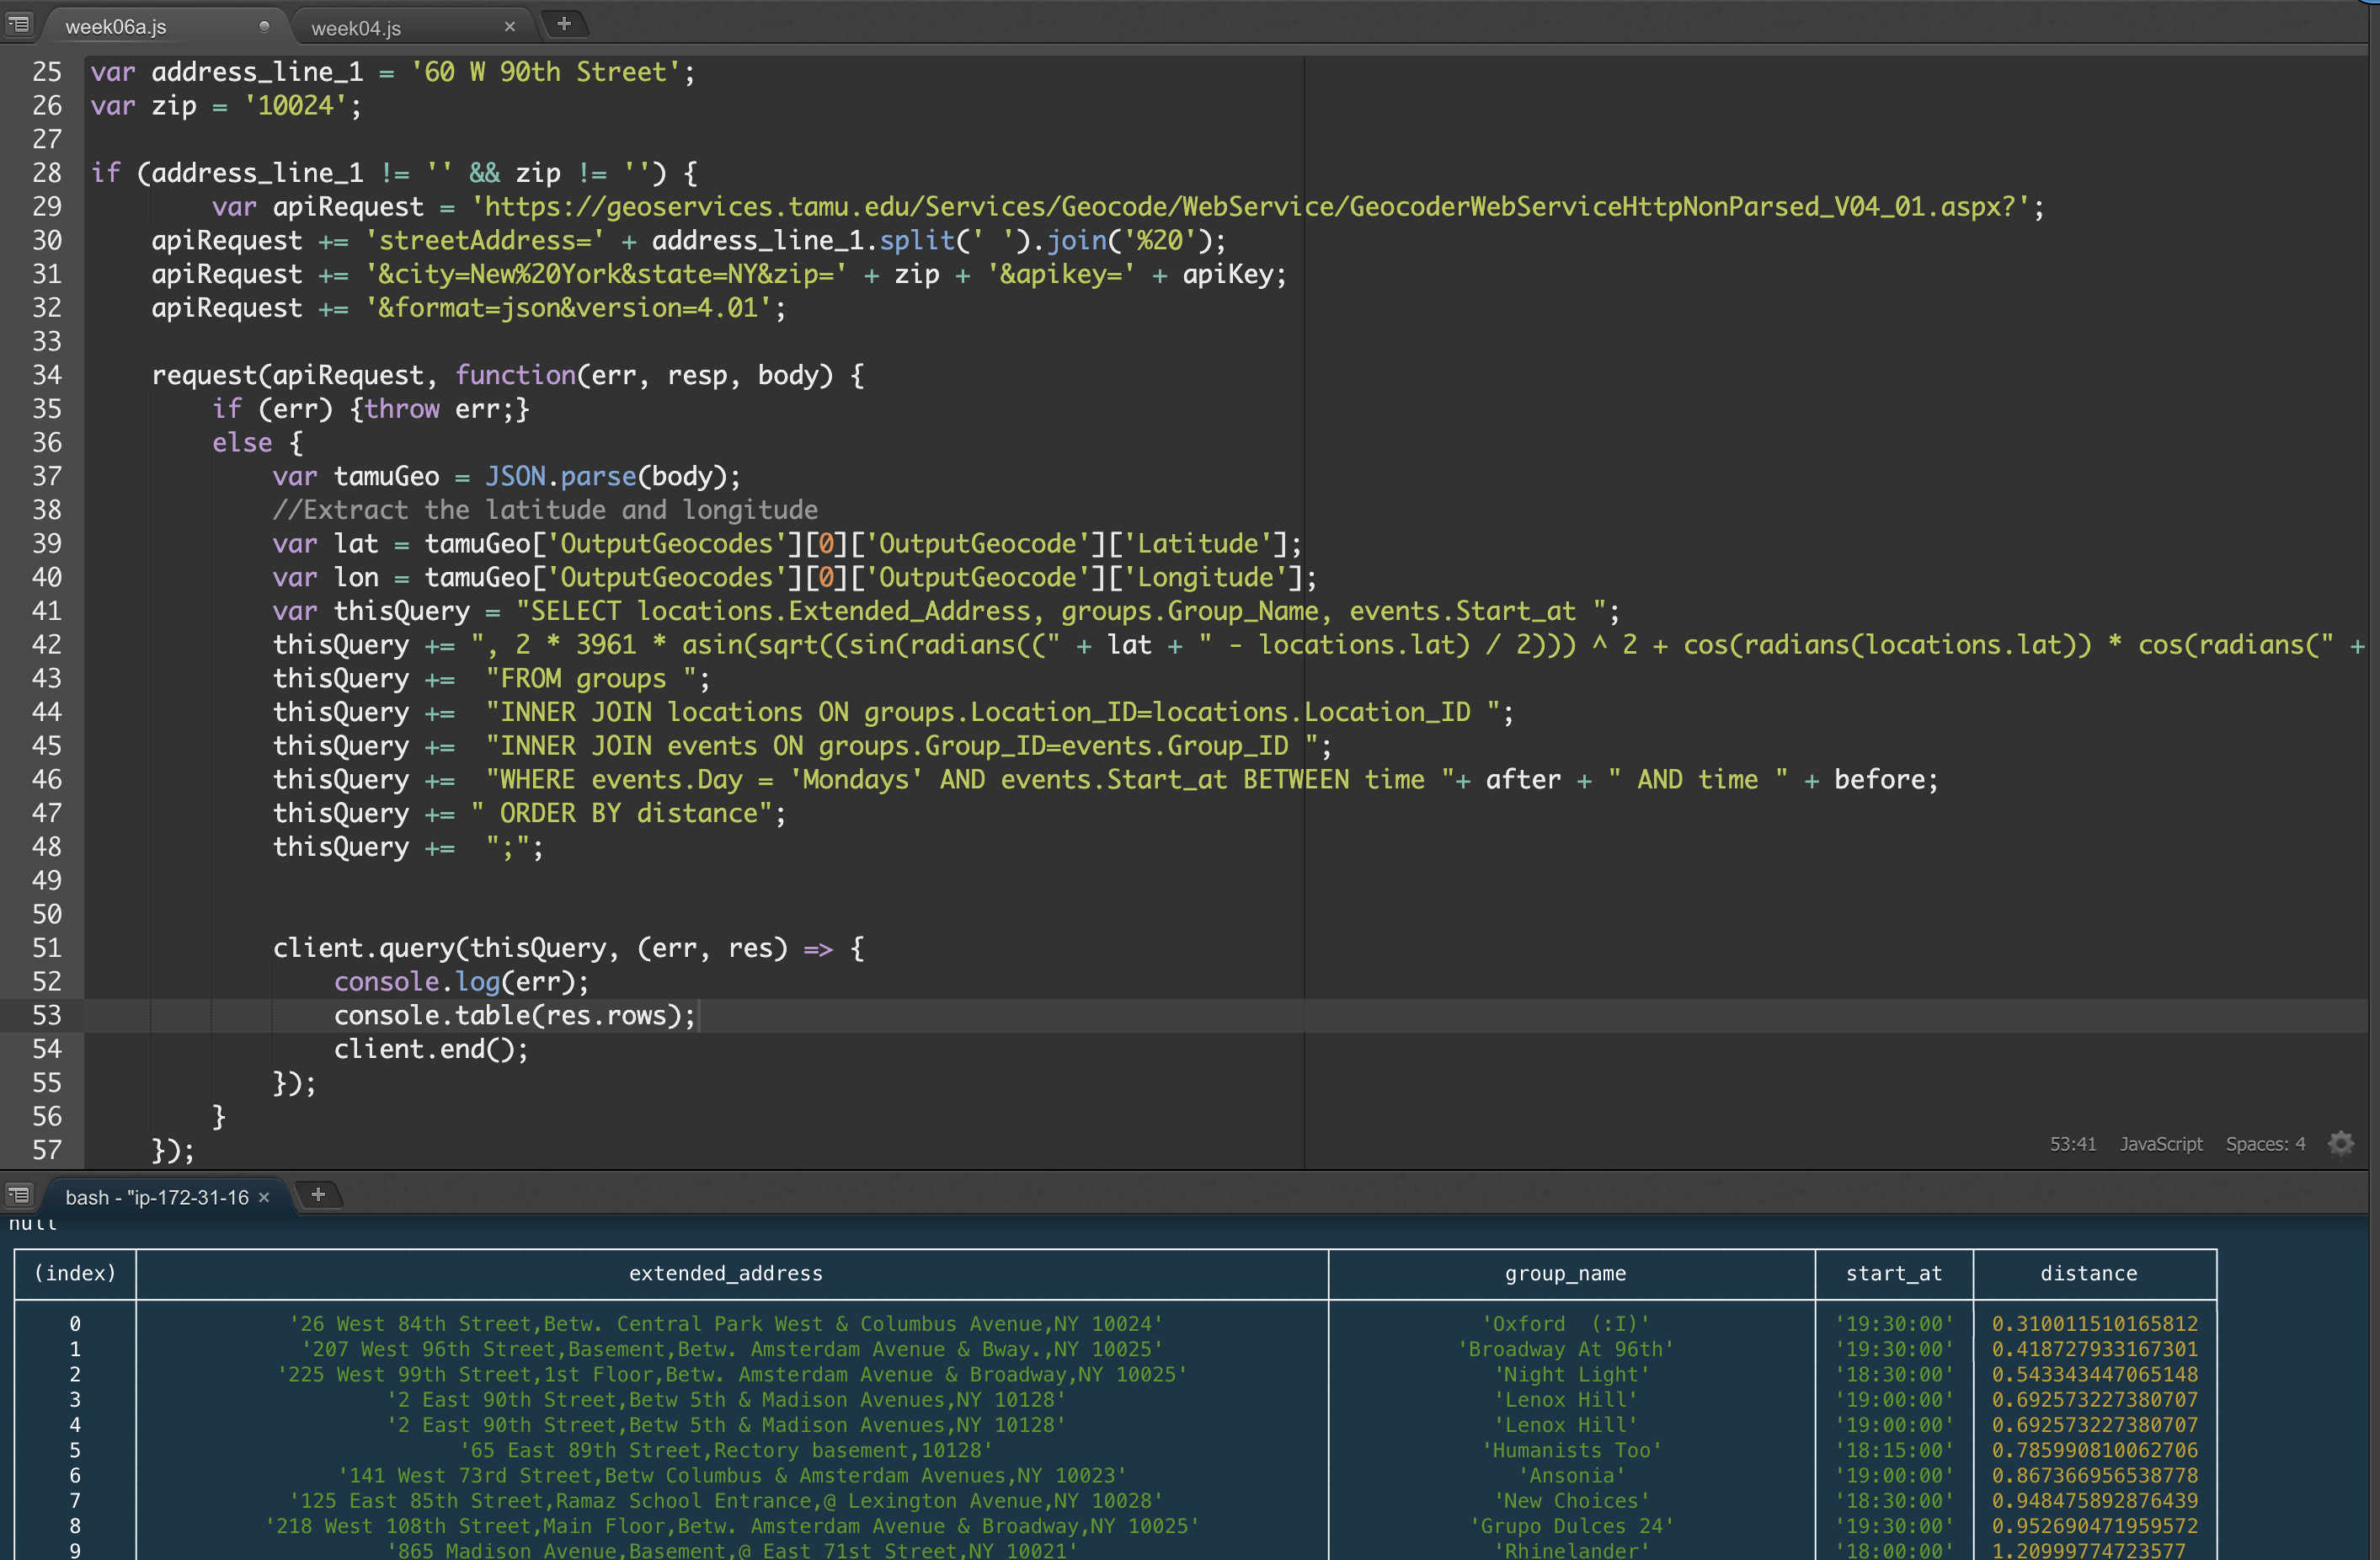 week06a.js
week04.js
25 var address_line_1 = '60 W 90th Street';
26 var zip = '10024';
27
28 if (address_line_1 != '' && zip != '') {
29 var apiRequest = 'https://geoservices.tamu.edu/Services/Geocode/WebService/GeocoderWebServiceHttpNonParsed_V04_01.aspx?';
30 apiRequest += 'streetAddress=' + address_line_1.split(' ').join('%20');
31 apiRequest += '&city=New%20York&state=NY&zip=' + zip + '&apikey=' + apiKey;
32 apiRequest += '&format=json&version=4.01';
33
34 request(apiRequest, function(err, resp, body) {
35 if (err) {throw err;}
36 else {
37 var tamuGeo = JSON.parse(body);
38 //Extract the latitude and longitude
39 var lat = tamuGeo['OutputGeocodes'][0]['OutputGeocode']['Latitude'];
40 var lon = tamuGeo['OutputGeocodes'][0]['OutputGeocode']['Longitude'];
41 var thisQuery = "SELECT locations.Extended_Address, groups.Group_Name, events.Start_at ";
42 thisQuery += ", 2 * 3961 * asin(sqrt((sin(radians((" + lat + " - locations.lat) / 2))) ^ 2 + cos(radians(locations.lat)) * cos(radians(" +
43 thisQuery += "FROM groups ";
44 thisQuery += "INNER JOIN locations ON groups.Location_ID=locations.Location_ID ";
45 thisQuery += "INNER JOIN events ON groups.Group_ID=events.Group_ID ";
46 thisQuery += "WHERE events.Day = 'Mondays' AND events.Start_at BETWEEN time "+ after + " AND time " + before;
47 thisQuery += " ORDER BY distance";
48 thisQuery += ";";
49
50
51 client.query(thisQuery, (err, res) => {
52 console.log(err);
53 console.table(res.rows);
54 client.end();
55 });
56 }
57 });
53:41 JavaScript Spaces: 4
bash - "ip-172-31-16
null
(index) extended_address group_name start_at distance
0 '26 West 84th Street,Betw. Central Park West & Columbus Avenue,NY 10024' 'Oxford  (:I)' '19:30:00' 0.310011510165812
1 '207 West 96th Street,Basement,Betw. Amsterdam Avenue & Bway.,NY 10025' 'Broadway At 96th' '19:30:00' 0.418727933167301
2 '225 West 99th Street,1st Floor,Betw. Amsterdam Avenue & Broadway,NY 10025' 'Night Light' '18:30:00' 0.543343447065148
3 '2 East 90th Street,Betw 5th & Madison Avenues,NY 10128' 'Lenox Hill' '19:00:00' 0.692573227380707
4 '2 East 90th Street,Betw 5th & Madison Avenues,NY 10128' 'Lenox Hill' '19:00:00' 0.692573227380707
5 '65 East 89th Street,Rectory basement,10128' 'Humanists Too' '18:15:00' 0.785990810062706
6 '141 West 73rd Street,Betw Columbus & Amsterdam Avenues,NY 10023' 'Ansonia' '19:00:00' 0.867366956538778
7 '125 East 85th Street,Ramaz School Entrance,@ Lexington Avenue,NY 10028' 'New Choices' '18:30:00' 0.948475892876439
8 '218 West 108th Street,Main Floor,Betw. Amsterdam Avenue & Broadway,NY 10025' 'Grupo Dulces 24' '19:30:00' 0.952690471959572
9 '865 Madison Avenue,Basement,@ East 71st Street,NY 10021' 'Rhinelander' '18:00:00' 1.20999774723577